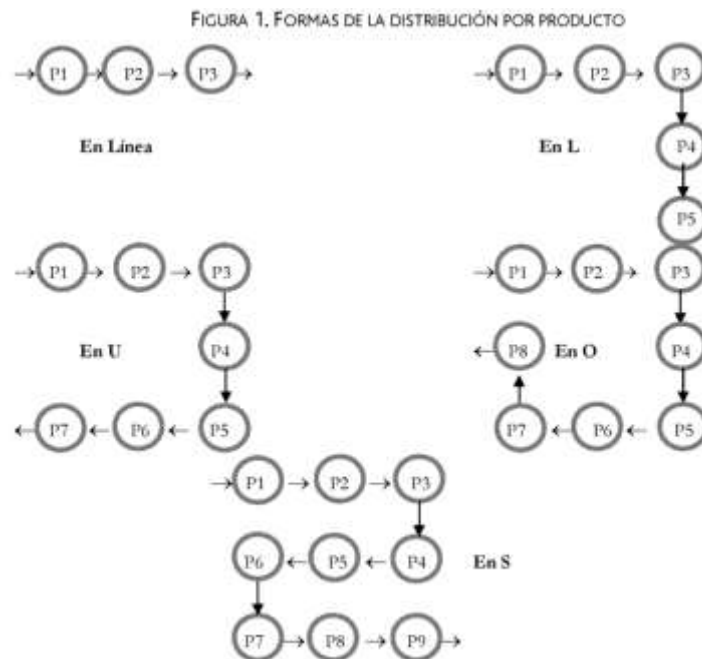 FIGURA 1. FORMAS DE LA DISTRIBUCIÓN POR PRODUCTO
P1 P2 P3
En Línea
P1 P2 P3
En L
P4
P5
P1 P2 P3
En U
P4
P7 P6 P5
P1 P2 P3
P8 En O P4
P7 P6 P5
P1 P2 P3
P6 P5 P4 En S
P7 P8 P9